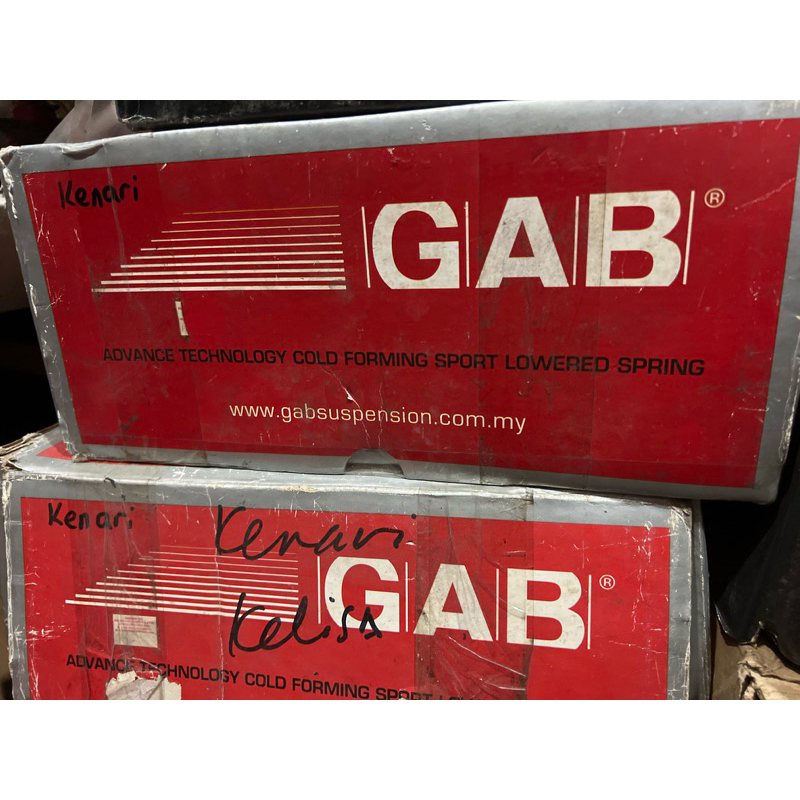 Kenari
GAB®
ADVANCE TECHNOLOGY COLD FORMING SPORT LOWERED SPRING
www.gabsuspension.com.my
Kenari
Kenari
GAB®
Kelisa
ADVANCE TECHNOLOGY COLD FORMING SPORT